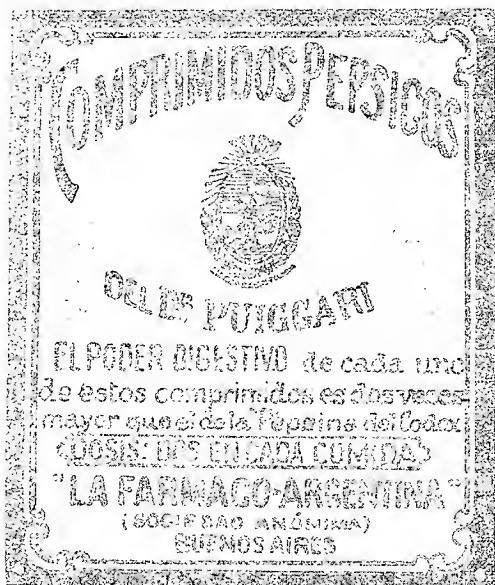 COMPRIMIDOS PEPSICOS
DEL DR. PUIGGARI
EL PODER DIGESTIVO de cada uno
de estos comprimidos es dos veces
mayor que el de la Pepsina del Codex
DOSIS: DOS EN CADA COMIDA
"LA FARMACO-ARGENTINA"
(SOCIEDAD ANÓNIMA)
BUENOS AIRES